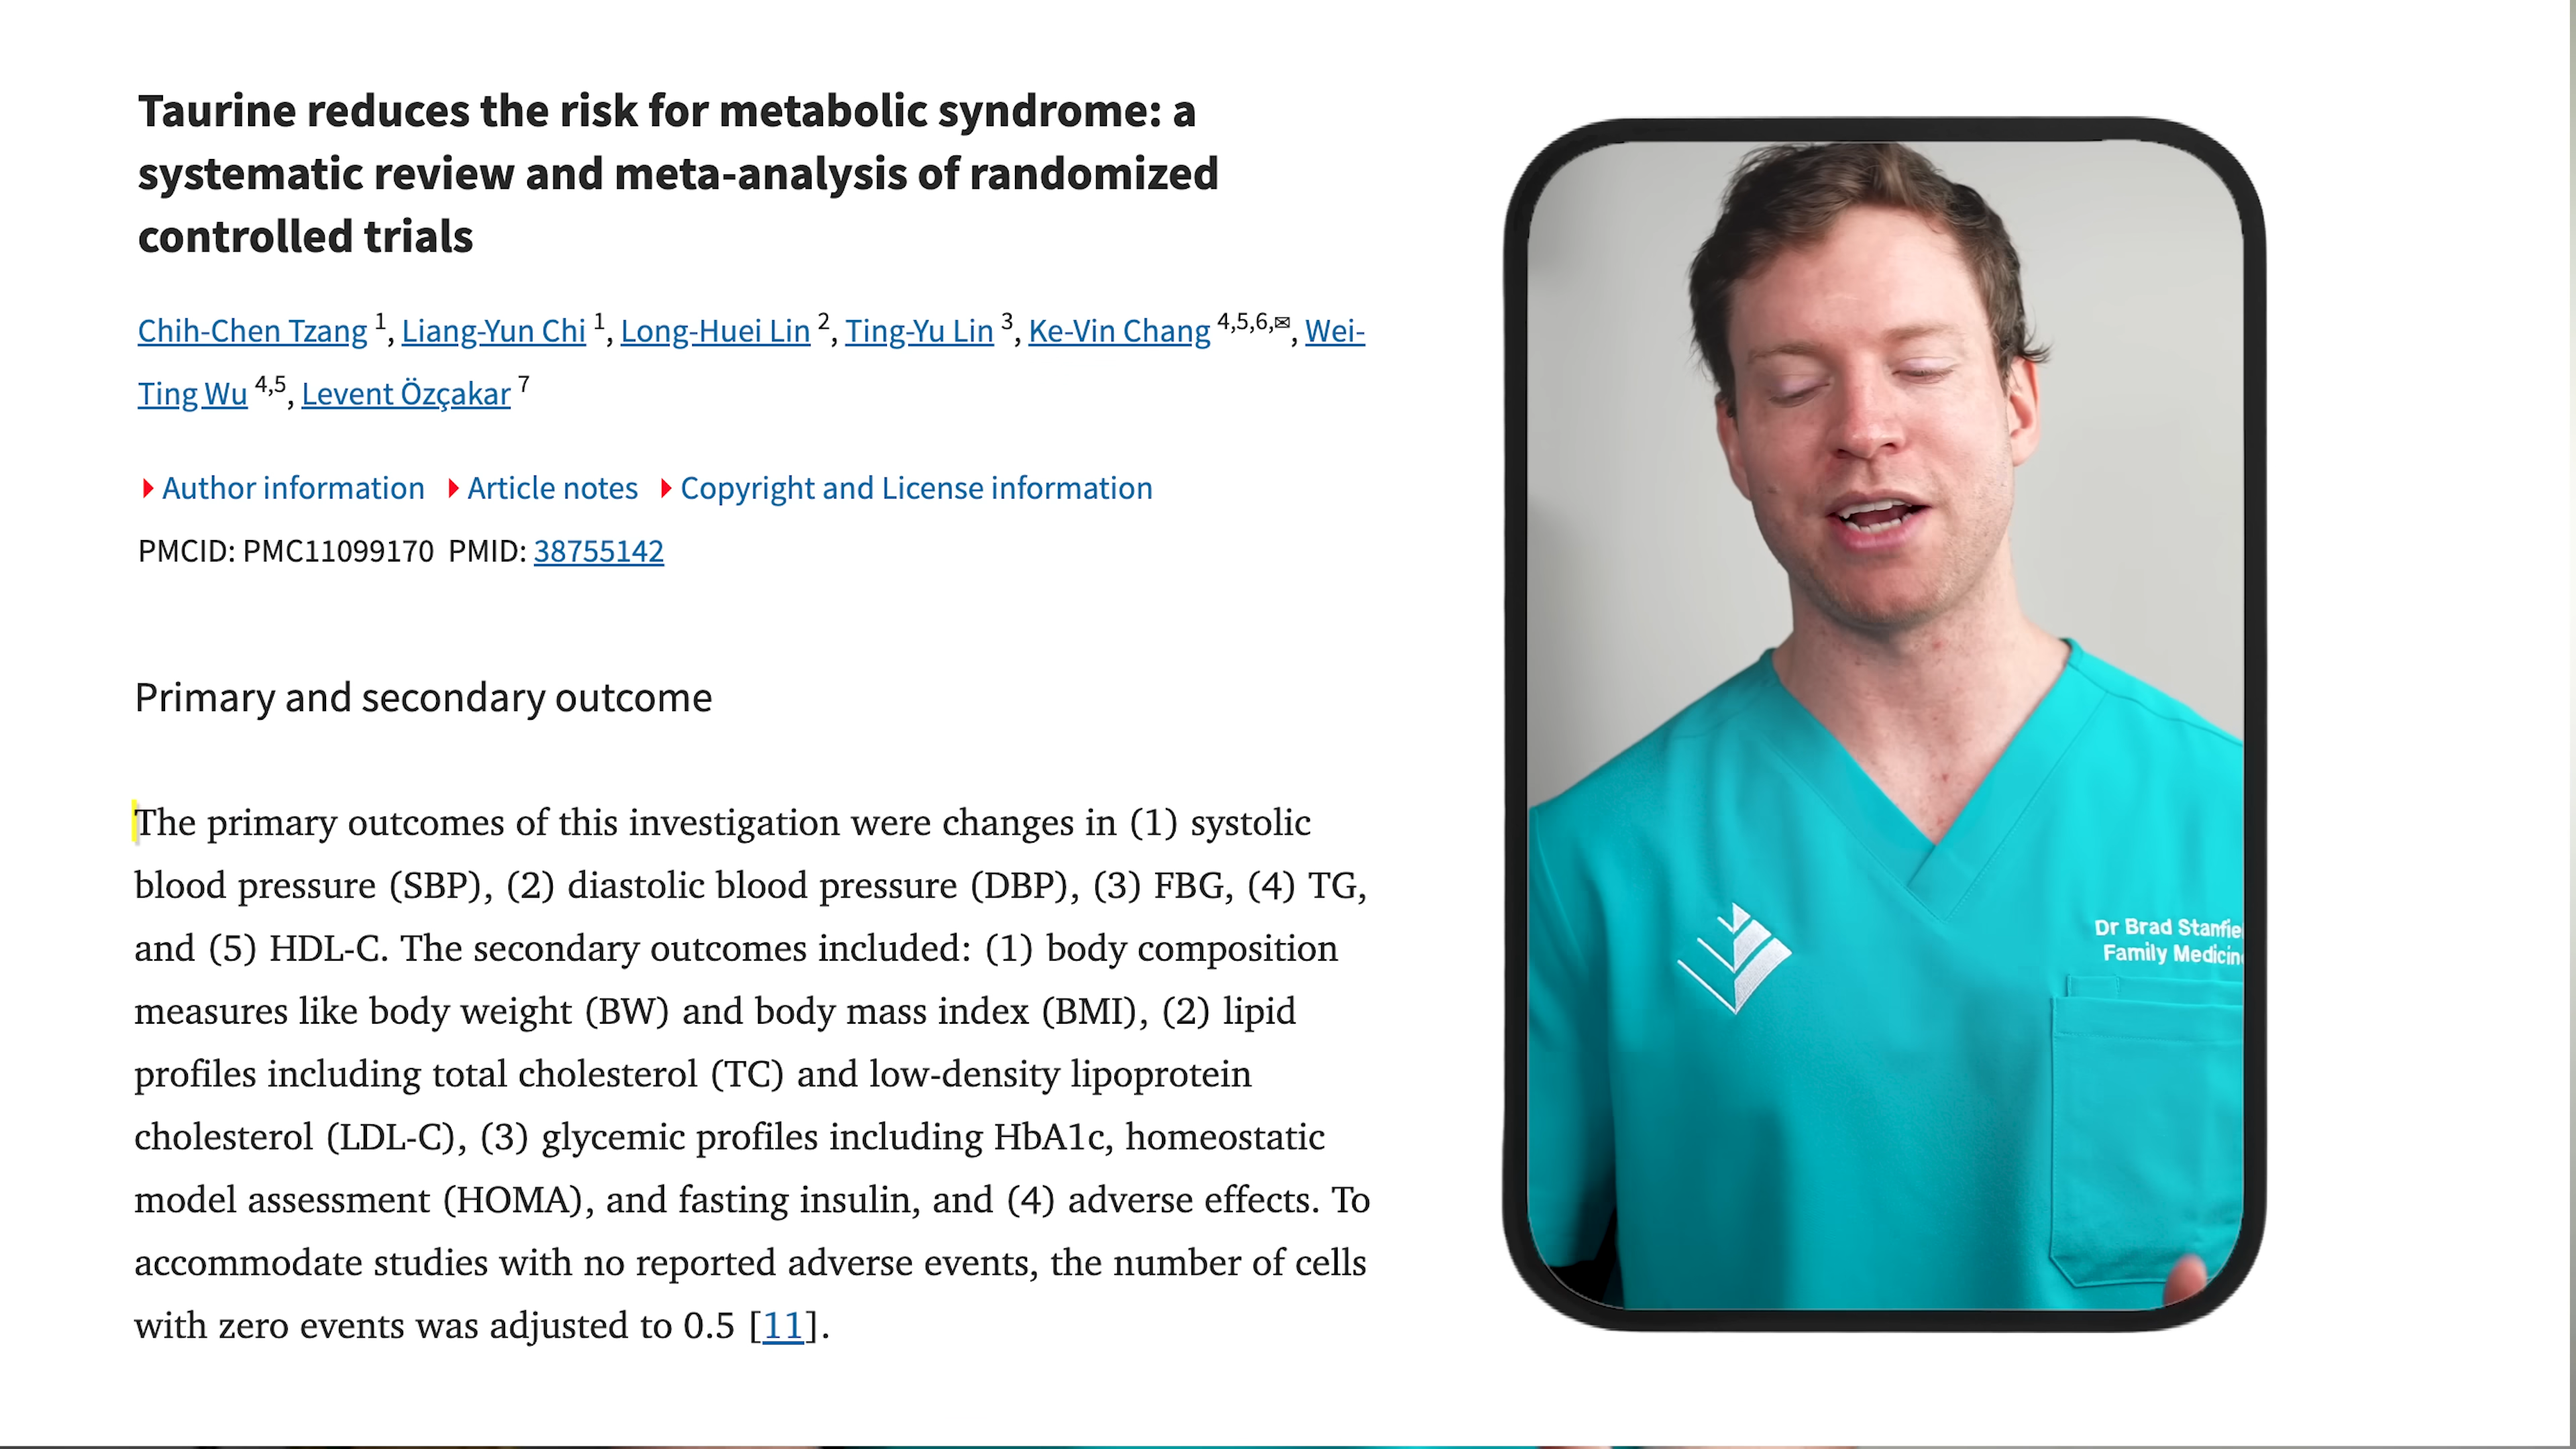 Taurine reduces the risk for metabolic syndrome: a
systematic review and meta-analysis of randomized
controlled trials
Chih-Chen Tzang 1, Liang-Yun Chi 1, Long-Huei Lin 2, Ting-Yu Lin 3, Ke-Vin Chang 4,5,6,✉, Wei-
Ting Wu 4,5, Levent Özçakar 7
Author information Article notes Copyright and License information
PMCID: PMC11099170 PMID: 38755142
Primary and secondary outcome
The primary outcomes of this investigation were changes in (1) systolic
blood pressure (SBP), (2) diastolic blood pressure (DBP), (3) FBG, (4) TG,
and (5) HDL-C. The secondary outcomes included: (1) body composition
measures like body weight (BW) and body mass index (BMI), (2) lipid
profiles including total cholesterol (TC) and low-density lipoprotein
cholesterol (LDL-C), (3) glycemic profiles including HbA1c, homeostatic
model assessment (HOMA), and fasting insulin, and (4) adverse effects. To
accommodate studies with no reported adverse events, the number of cells
with zero events was adjusted to 0.5 [11].
Dr Brad Stanfie
Family Medicin